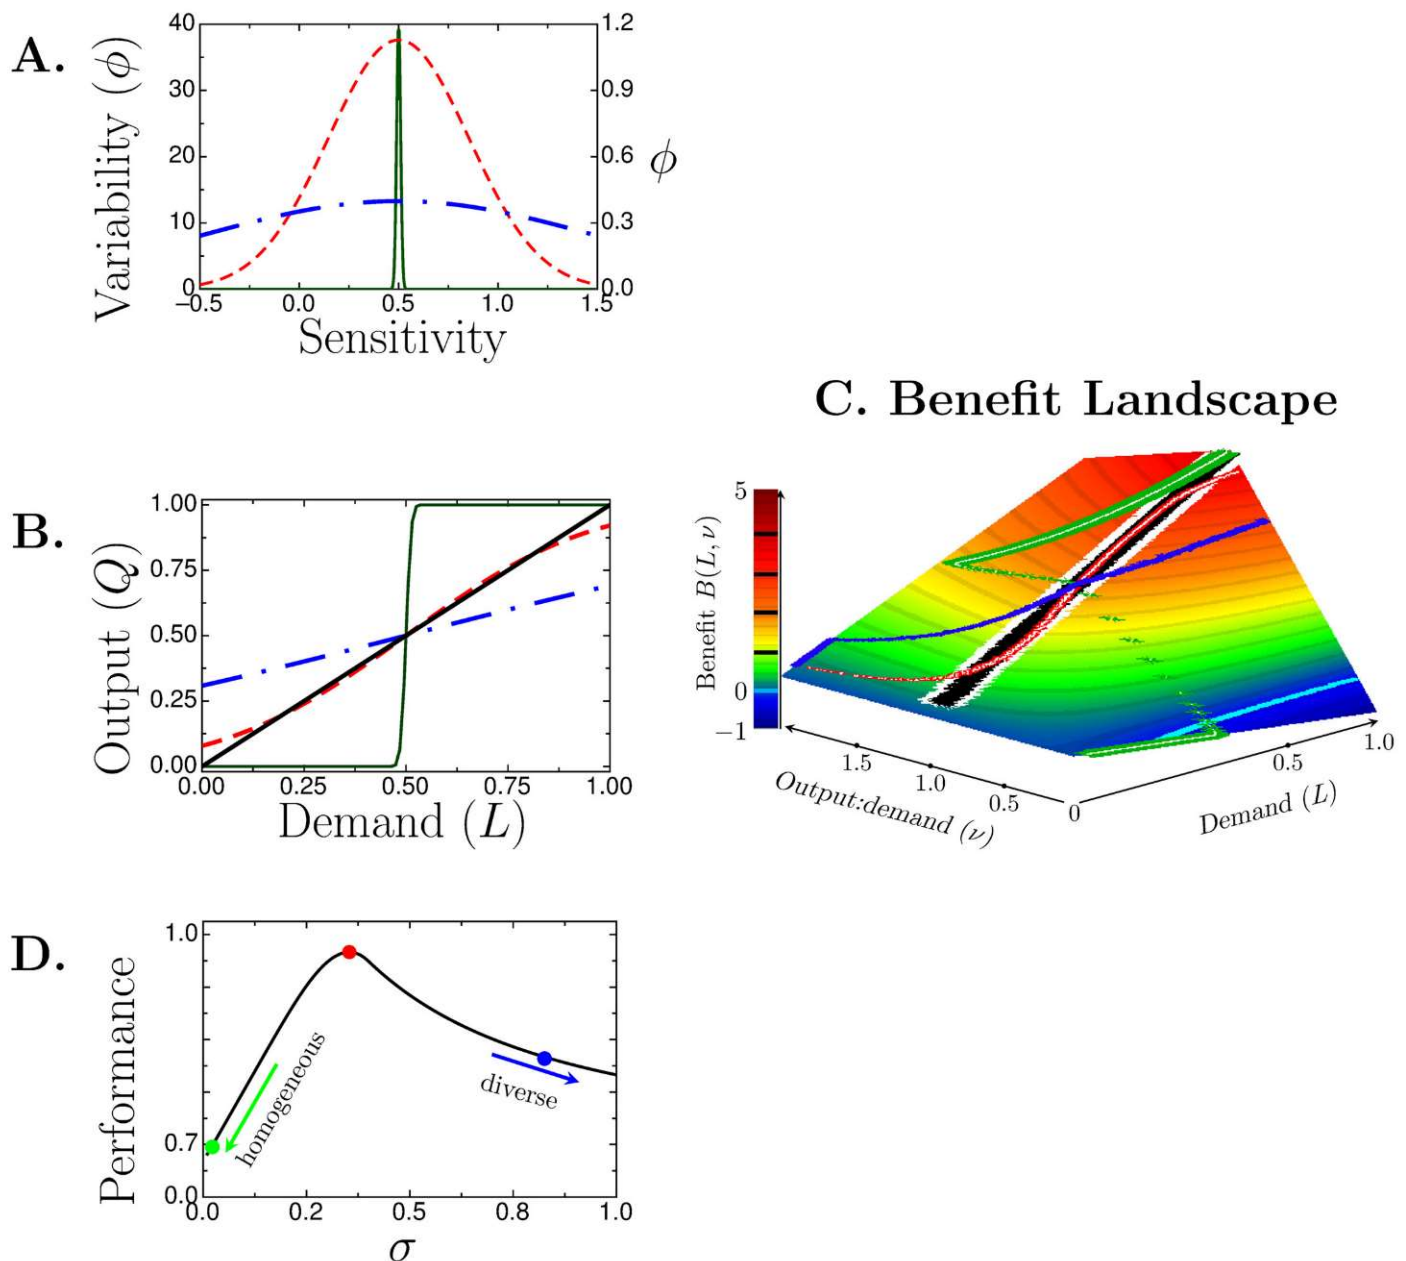 A.
Variability (ϕ)
40
30
20
10
0
1.2
0.9
0.6
0.3
0.0
ϕ
−0.5 0.0 0.5 1.0 1.5
Sensitivity
B.
Output (Q)
1.00
0.75
0.50
0.25
0.00
0.00 0.25 0.50 0.75 1.00
Demand (L)
C. Benefit Landscape
Benefit B(L, ν)
5
0
−1
1.5
1.0
0.5
0
Output:demand (ν)
0.5
1.0
Demand (L)
D.
Performance
1.0
0.7
0.0
homogeneous
diverse
0.0 0.2 0.5 0.8 1.0
σ